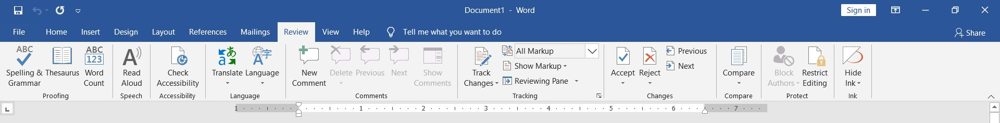 Document1 - Word
Sign in
File Home Insert Design Layout References Mailings Review View Help Tell me what you want to do Share
ABC
Spelling & Grammar
Thesaurus
ABC
123
Word Count
Proofing
A
Read Aloud
Speech
Check Accessibility
Accessibility
あ
a
Translate
A字
Language
Language
New Comment
Delete
Previous
Next
Show Comments
Comments
Track Changes
All Markup
Show Markup
Reviewing Pane
Tracking
Accept
Reject
Previous
Next
Changes
Compare
Compare
Block Authors
Restrict Editing
Protect
Hide Ink
Ink
L
1 1 2 3 4 5 6 7